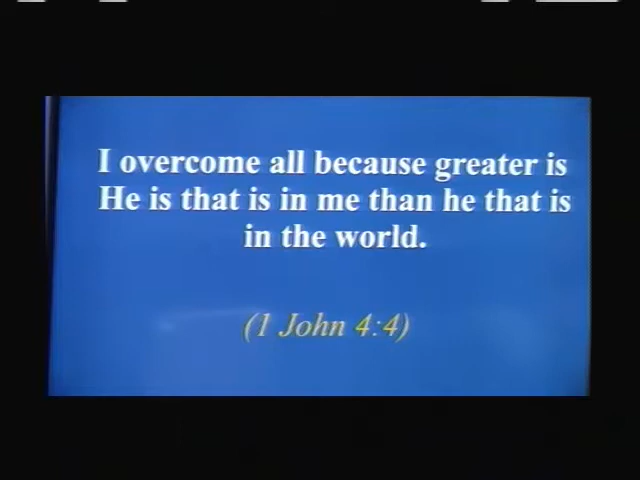 I overcome all because greater is
He is that is in me than he that is
in the world.
(1 John 4:4)